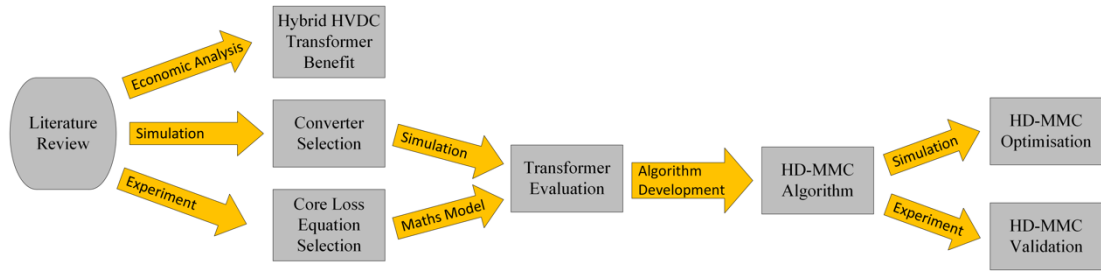 Literature
Review
Economic Analysis
Simulation
Experiment
Hybrid HVDC
Transformer
Benefit
Converter
Selection
Core Loss
Equation
Selection
Simulation
Maths Model
Transformer
Evaluation
Algorithm
Development
HD-MMC
Algorithm
Simulation
Experiment
HD-MMC
Optimisation
HD-MMC
Validation